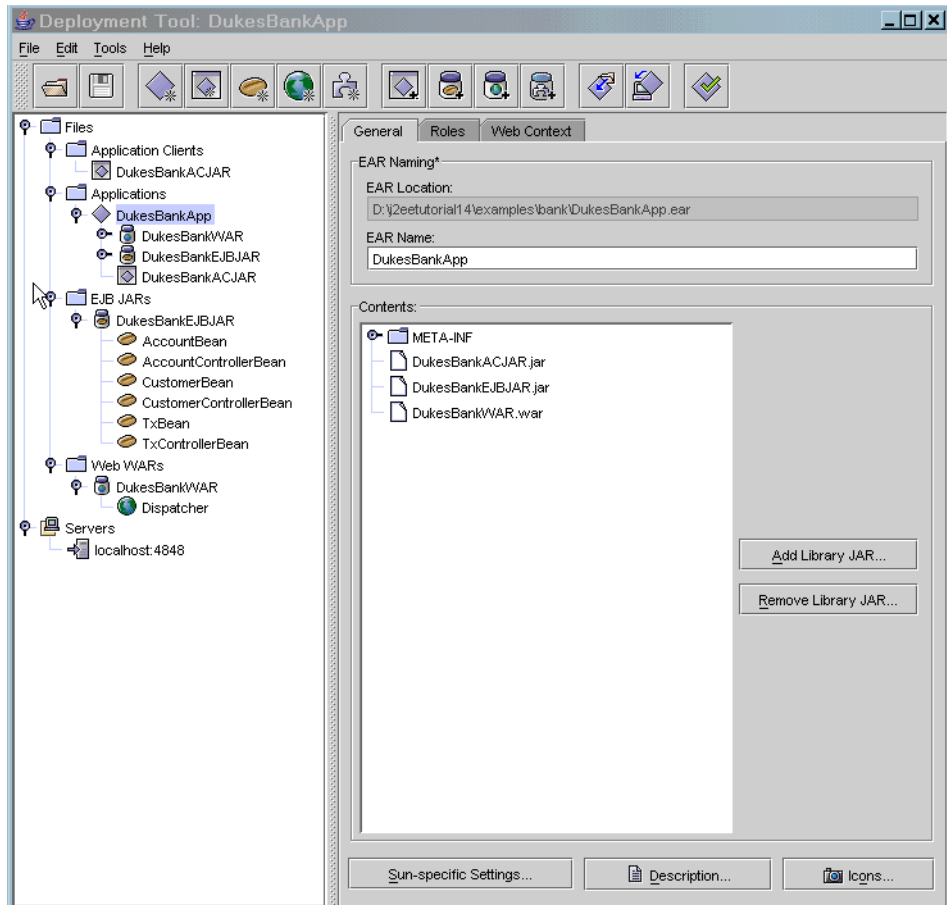 Deployment Tool: DukesBankApp
File Edit Tools Help
Files
Application Clients
DukesBankACJAR
Applications
DukesBankApp
DukesBankWAR
DukesBankEJBJAR
DukesBankACJAR
EJB JARs
DukesBankEJBJAR
AccountBean
AccountControllerBean
CustomerBean
CustomerControllerBean
TxBean
TxControllerBean
Web WARs
DukesBankWAR
Dispatcher
Servers
localhost:4848
General Roles Web Context
EAR Naming*
EAR Location:
D:\j2eetutorial14\examples\bank\DukesBankApp.ear
EAR Name:
DukesBankApp
Contents:
META-INF
DukesBankACJAR.jar
DukesBankEJBJAR.jar
DukesBankWAR.war
Add Library JAR...
Remove Library JAR...
Sun-specific Settings... Description... Icons...